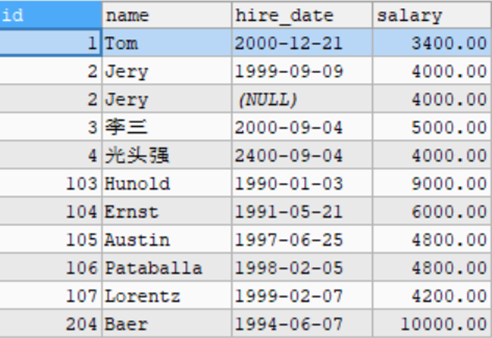 id name hire_date salary
1 Tom 2000-12-21 3400.00
2 Jery 1999-09-09 4000.00
2 Jery (NULL) 4000.00
3 李三 2000-09-04 5000.00
4 光头强 2400-09-04 4000.00
103 Hunold 1990-01-03 9000.00
104 Ernst 1991-05-21 6000.00
105 Austin 1997-06-25 4800.00
106 Pataballa 1998-02-05 4800.00
107 Lorentz 1999-02-07 4200.00
204 Baer 1994-06-07 10000.00